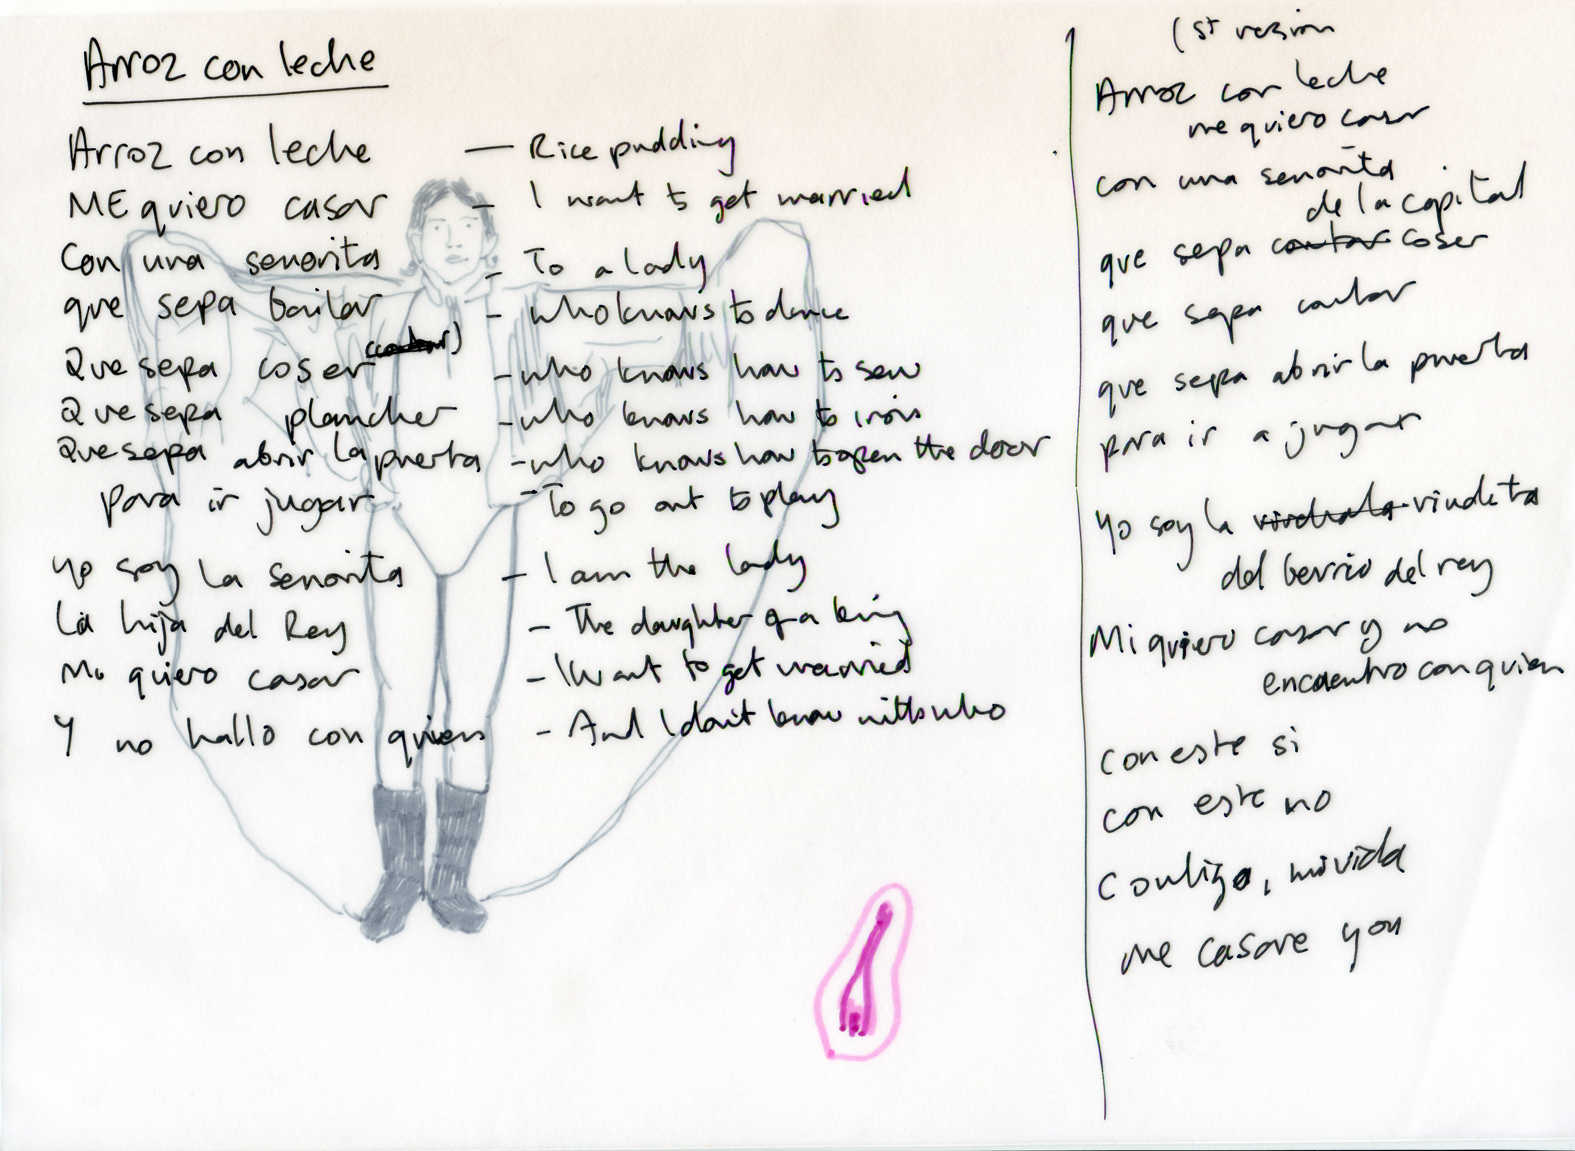 Arroz con leche
Arroz con leche — Rice pudding
ME quiero casar - I want to get married
Con una senorita - To a lady
que sepa bailar - who knows to dance
Que sepa coser - who knows how to sew
Que sepa plancher - who knows how to iron
Que sepa abrir la puerta - who knows how to open the door
para ir jugar - To go out to play
yo soy la senorita - I am the lady
La hija del Rey - The daughter of a king
Mi quiero casar - I want to get married
Y no hallo con quien - And I don't know with who
1st version
Arroz con leche
me quiero casar
con una senorita
de la capital
que sepa coser
que sepa cantar
que sepa abrir la puerta
para ir a jugar
Yo soy la viudeta
del berrio del rey
Mi quiero casar y no
encuentro con quien
con este si
con este no
contigo, mi vida
me casare yon